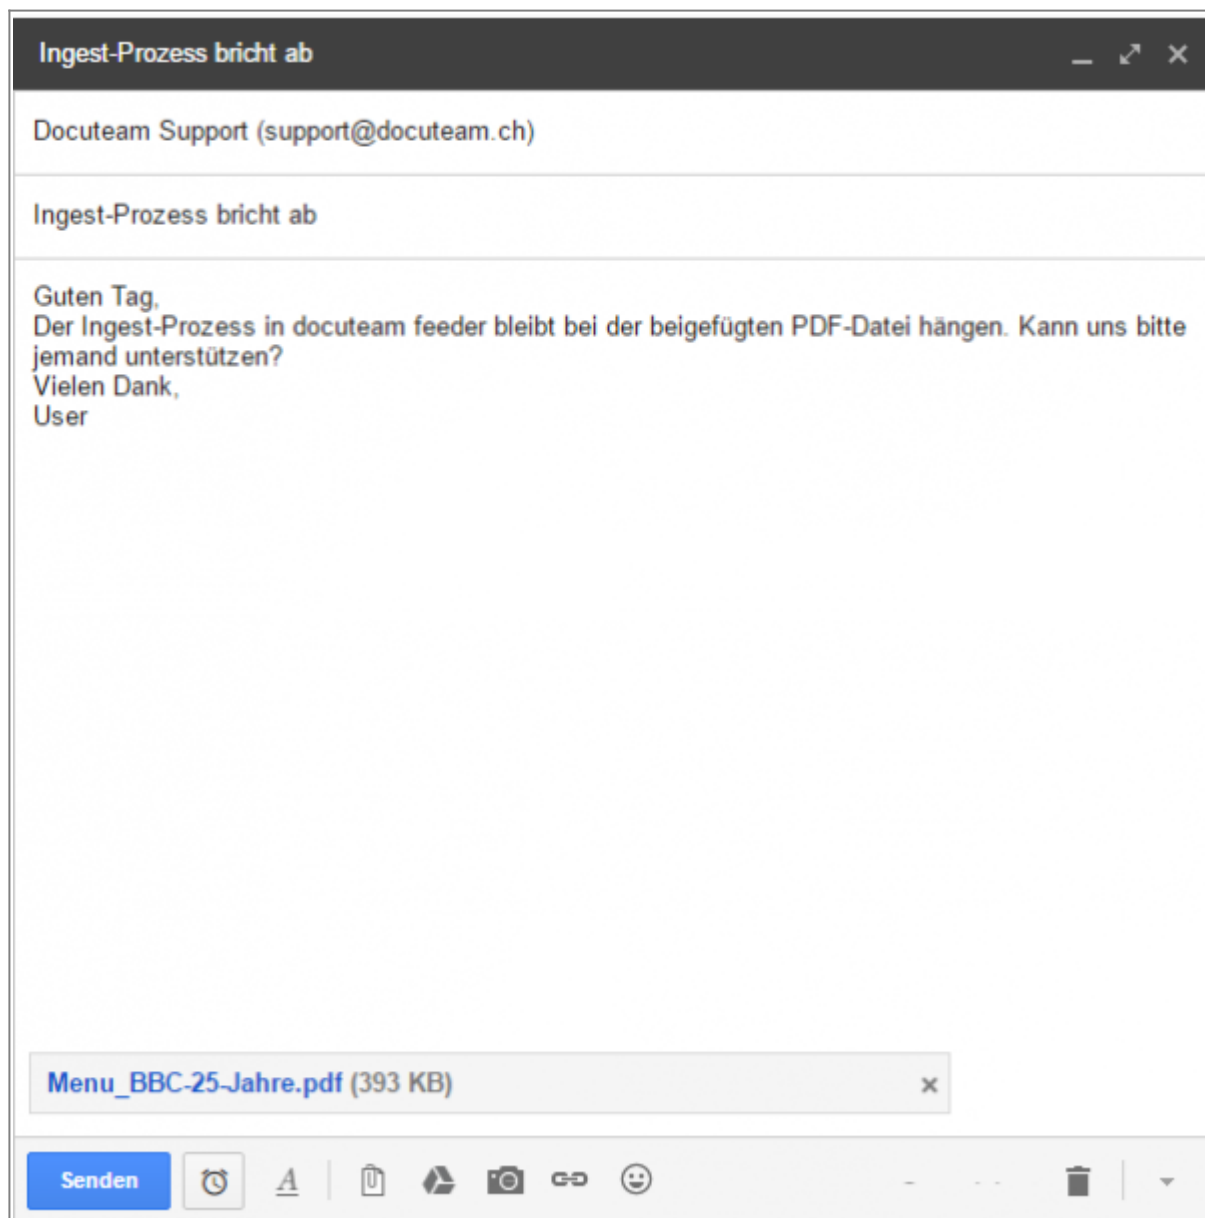 Ingest-Prozess bricht ab
Docuteam Support (support@docuteam.ch)
Ingest-Prozess bricht ab
Guten Tag,
Der Ingest-Prozess in docuteam feeder bleibt bei der beigefügten PDF-Datei hängen. Kann uns bitte
jemand unterstützen?
Vielen Dank,
User
Menu_BBC-25-Jahre.pdf (393 KB)
Senden